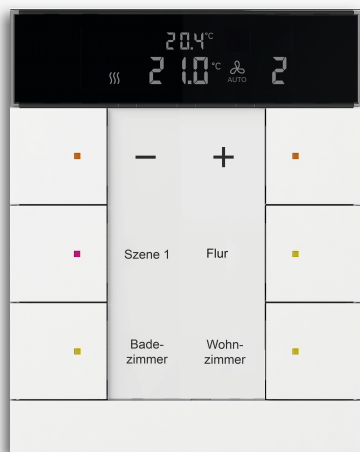 20.4°C
21.0°C AUTO 2
− +
Szene 1 Flur
Bade- Wohn-
zimmer zimmer